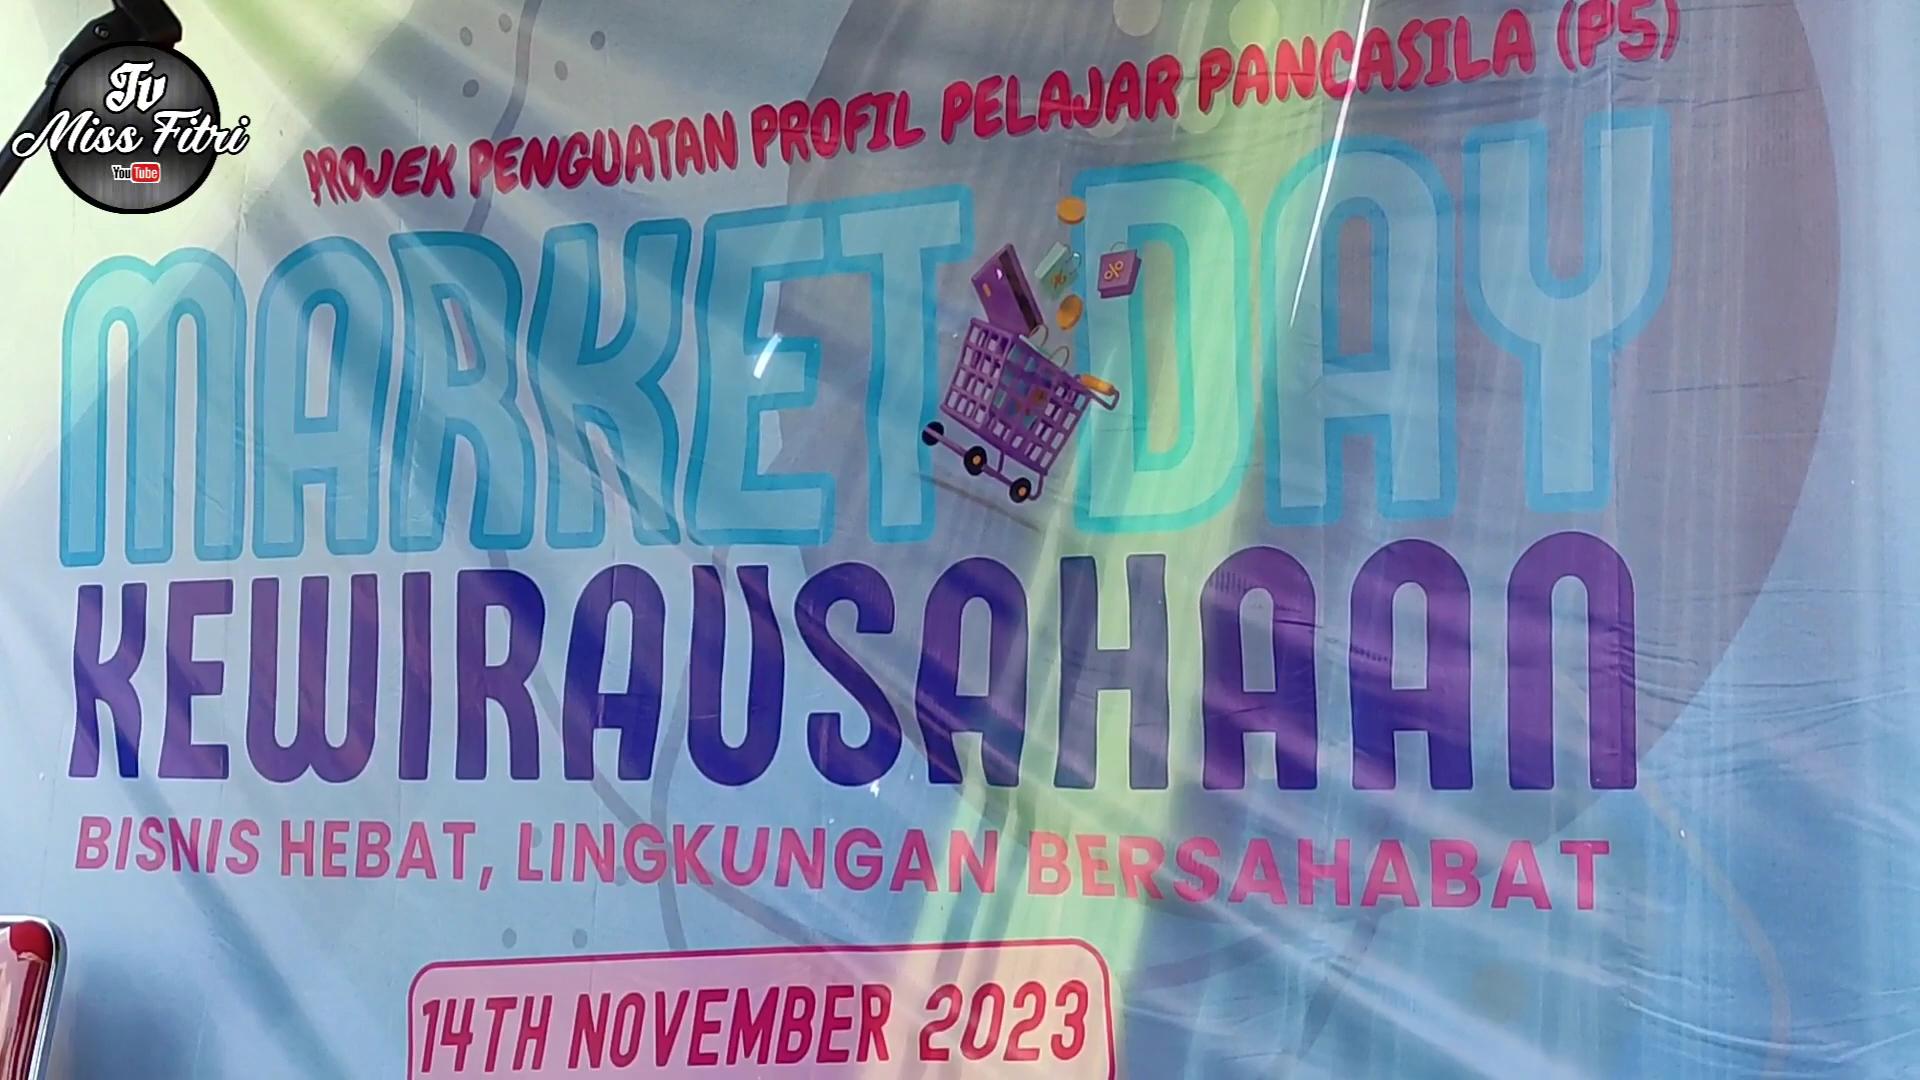 TV
Miss Fitri
YouTube
PROJEK PENGUATAN PROFIL PELAJAR PANCASILA (P5)
MARKET DAY
%
KEWIRAUSAHAAN
BISNIS HEBAT, LINGKUNGAN BERSAHABAT
14TH NOVEMBER 2023